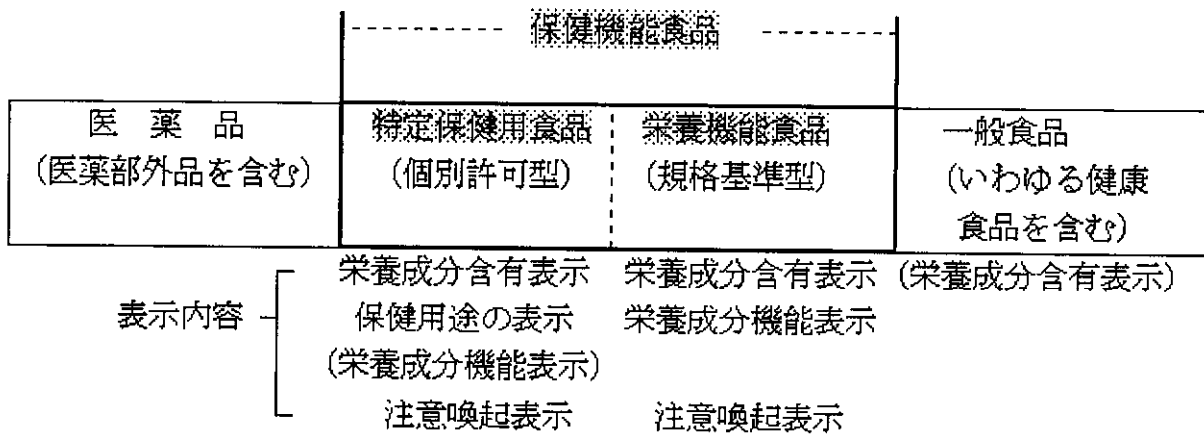 保健機能食品
医 薬 品
(医薬部外品を含む)
特定保健用食品
(個別許可型)
栄養機能食品
(規格基準型)
一般食品
(いわゆる健康
食品を含む)
表示内容
栄養成分含有表示
保健用途の表示
(栄養成分機能表示)
注意喚起表示
栄養成分含有表示
栄養成分機能表示
注意喚起表示
(栄養成分含有表示)